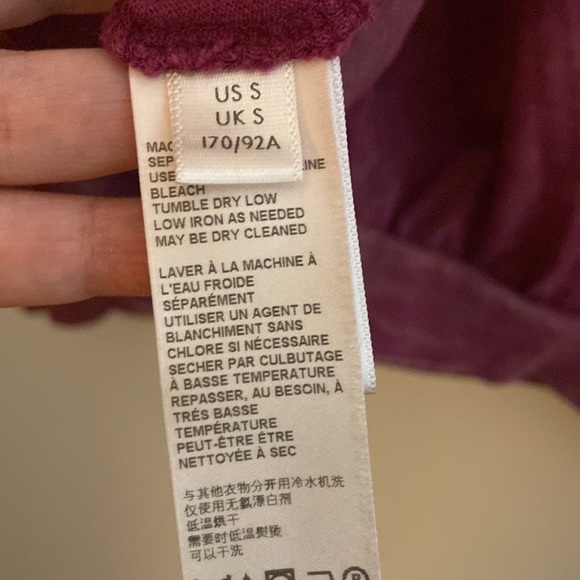 US S
UK S
170/92A
MAC
SEP
USE INE
BLEACH
TUMBLE DRY LOW
LOW IRON AS NEEDED
MAY BE DRY CLEANED
LAVER À LA MACHINE À
L'EAU FROIDE
SÉPARÉMENT
UTILISER UN AGENT DE
BLANCHIMENT SANS
CHLORE SI NÉCESSAIRE
SECHER PAR CULBUTAGE
À BASSE TEMPERATURE
REPASSER, AU BESOIN, À
TRÉS BASSE
TEMPÉRATURE
PEUT-ÊTRE ÊTRE
NETTOYÉE À SEC
与其他衣物分开用冷水机洗
仅使用无氯漂白剂
低温烘干
需要时低温熨烫
可以干洗
P